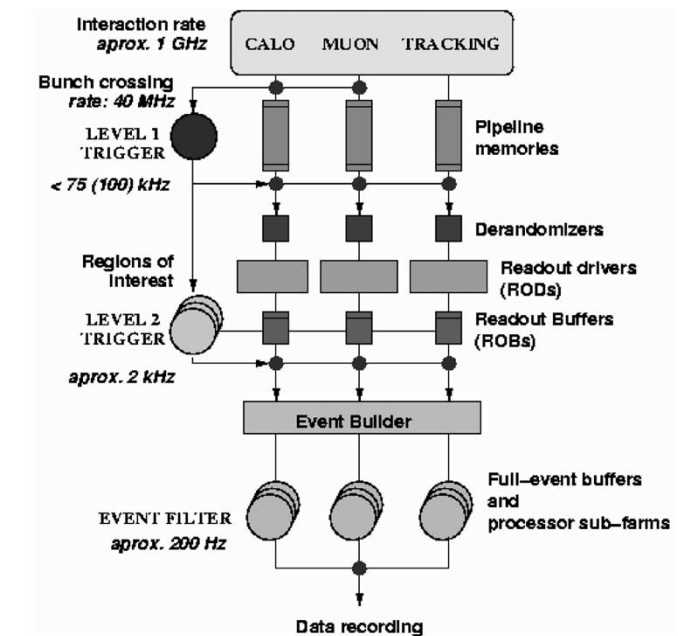 Interaction rate
aprox. 1 GHz
CALO MUON TRACKING
Bunch crossing
rate: 40 MHz
LEVEL 1
TRIGGER
Pipeline
memories
< 75 (100) kHz
Derandomizers
Regions of
Interest
Readout drivers
(RODs)
LEVEL 2
TRIGGER
Readout Buffers
(ROBs)
aprox. 2 kHz
Event Builder
EVENT FILTER
aprox. 200 Hz
Full-event buffers
and
processor sub-farms
Data recording